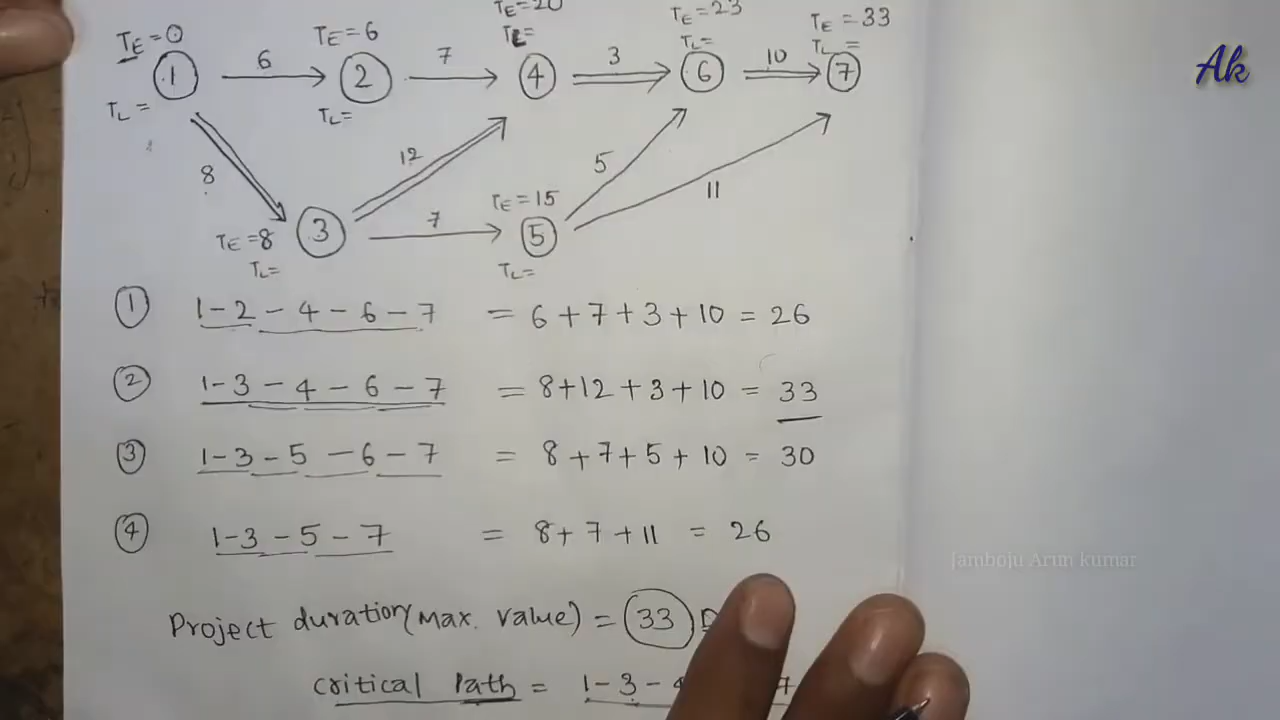 TE=20
TE=23
TE=0
TE=6
TL=
TL=
TE=33
TL=
1 6 2 7 4 3 6 10 7
TL=
TL=
8
12
5
11
TE=15
7
3
5
TE=8
TL=
TL=
① 1-2-4-6-7 = 6+7+3+10=26
② 1-3-4-6-7 = 8+12+3+10=33
③ 1-3-5-6-7 = 8+7+5+10=30
④ 1-3-5-7 = 8+7+11=26
Project duration(max. value) = 33 D
critical path = 1-3-4 7
Ak
Jamboju Arun kumar